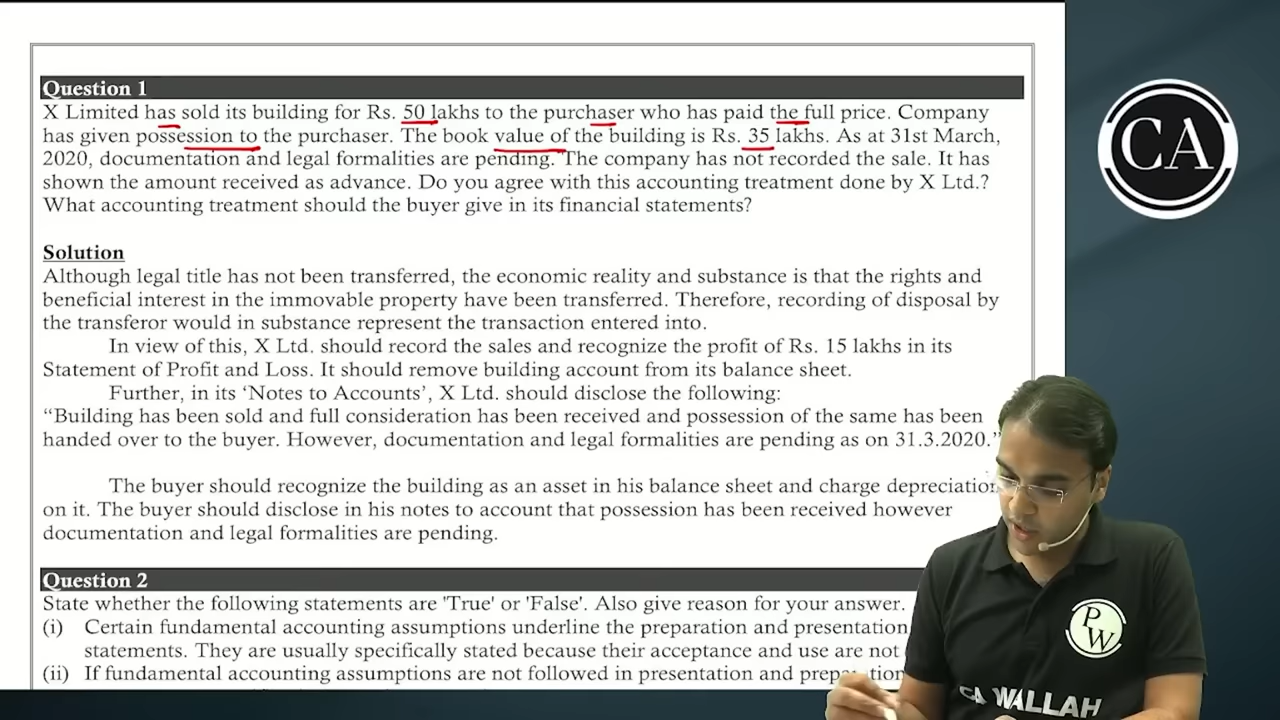 Question 1
X Limited has sold its building for Rs. 50 lakhs to the purchaser who has paid the full price. Company
has given possession to the purchaser. The book value of the building is Rs. 35 lakhs. As at 31st March,
2020, documentation and legal formalities are pending. The company has not recorded the sale. It has
shown the amount received as advance. Do you agree with this accounting treatment done by X Ltd.?
What accounting treatment should the buyer give in its financial statements?
Solution
Although legal title has not been transferred, the economic reality and substance is that the rights and
beneficial interest in the immovable property have been transferred. Therefore, recording of disposal by
the transferor would in substance represent the transaction entered into.
In view of this, X Ltd. should record the sales and recognize the profit of Rs. 15 lakhs in its
Statement of Profit and Loss. It should remove building account from its balance sheet.
Further, in its ‘Notes to Accounts’, X Ltd. should disclose the following:
“Building has been sold and full consideration has been received and possession of the same has been
handed over to the buyer. However, documentation and legal formalities are pending as on 31.3.2020.”
The buyer should recognize the building as an asset in his balance sheet and charge depreciation
on it. The buyer should disclose in his notes to account that possession has been received however
documentation and legal formalities are pending.
Question 2
State whether the following statements are 'True' or 'False'. Also give reason for your answer.
(i) Certain fundamental accounting assumptions underline the preparation and presentation
statements. They are usually specifically stated because their acceptance and use are not
(ii) If fundamental accounting assumptions are not followed in presentation and
CA
PW
CA WALLAH